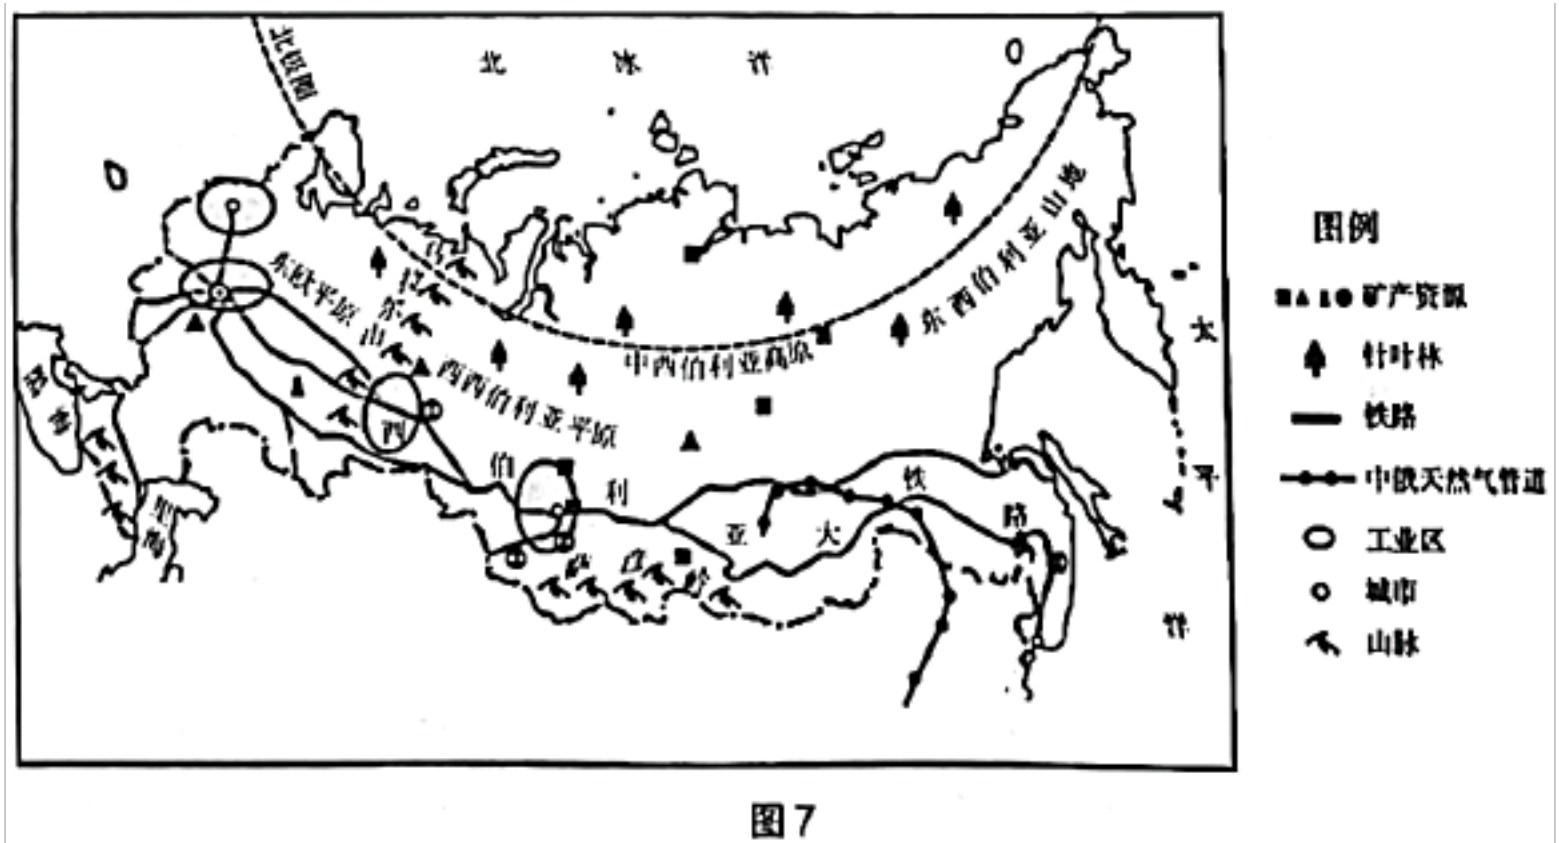 北冰洋
北极圈
东欧平原
乌拉尔山
西西伯利亚平原
中西伯利亚高原
东西伯利亚山地
太平洋
西伯利亚大铁路
黑海
里海
岭
图例
矿产资源
针叶林
铁路
中俄天然气管道
工业区
城市
山脉
图7